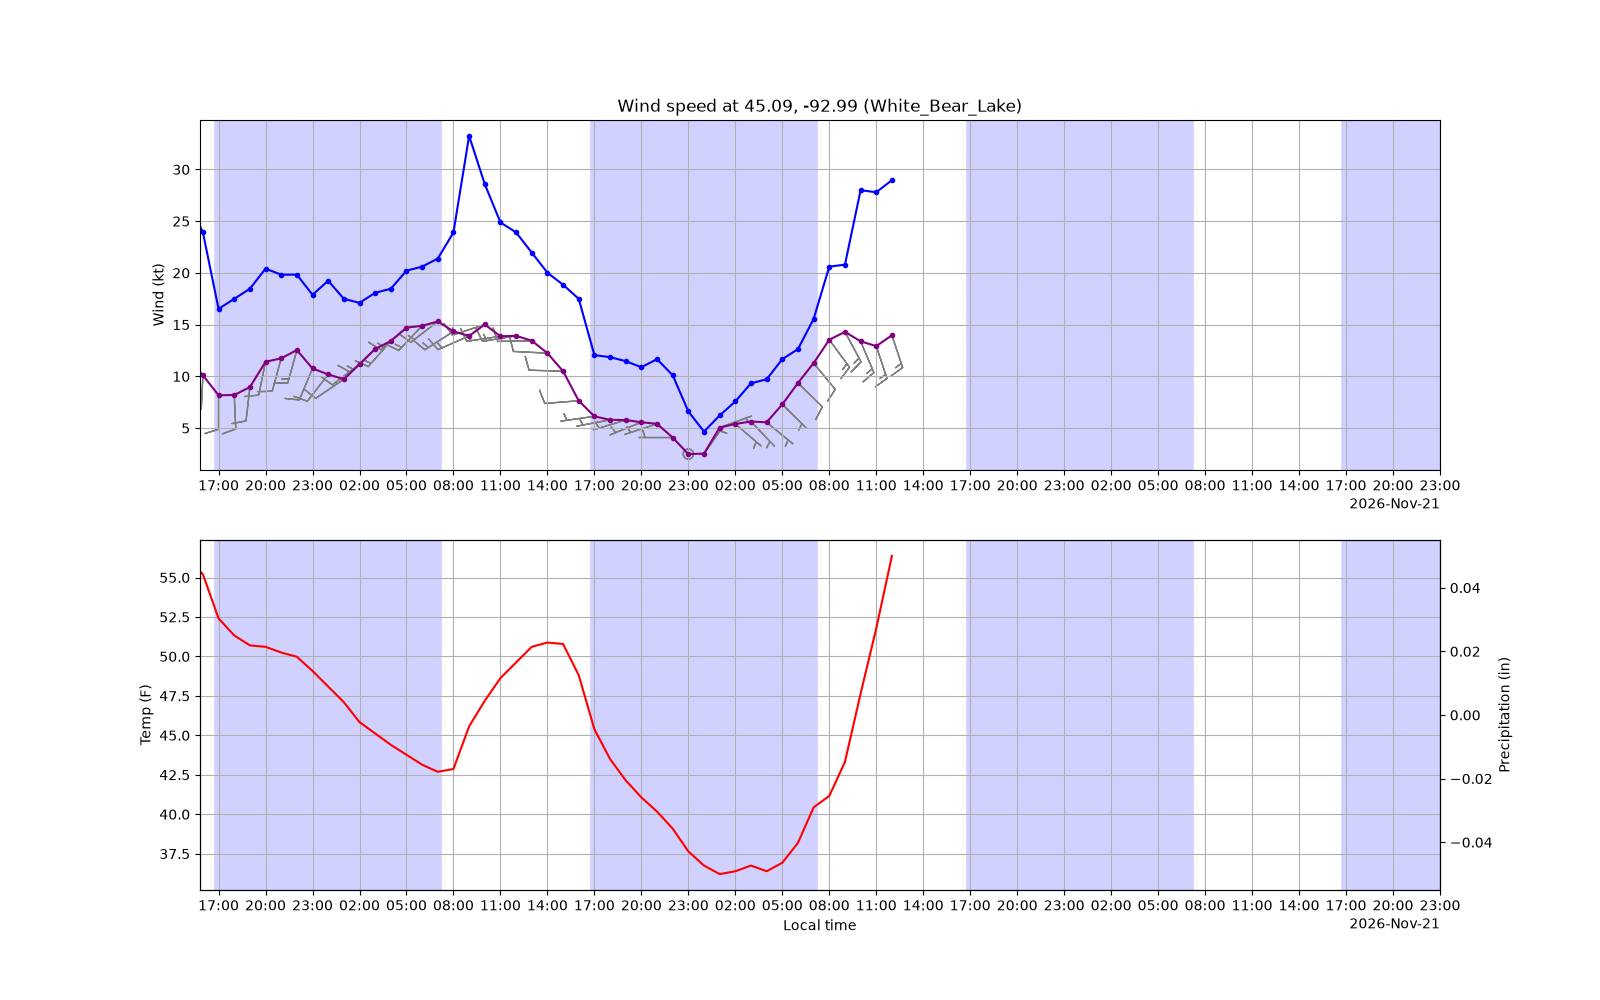 Wind speed at 45.09, -92.99 (White_Bear_Lake)
30
25
20
15
10
5
Wind (kt)
17:00 20:00 23:00 02:00 05:00 08:00 11:00 14:00 17:00 20:00 23:00 02:00 05:00 08:00 11:00 14:00 17:00 20:00 23:00 02:00 05:00 08:00 11:00 14:00 17:00 20:00 23:00
2026-Nov-21
55.0
52.5
50.0
47.5
45.0
42.5
40.0
37.5
Temp (F)
0.04
0.02
0.00
−0.02
−0.04
Precipitation (in)
17:00 20:00 23:00 02:00 05:00 08:00 11:00 14:00 17:00 20:00 23:00 02:00 05:00 08:00 11:00 14:00 17:00 20:00 23:00 02:00 05:00 08:00 11:00 14:00 17:00 20:00 23:00
Local time
2026-Nov-21